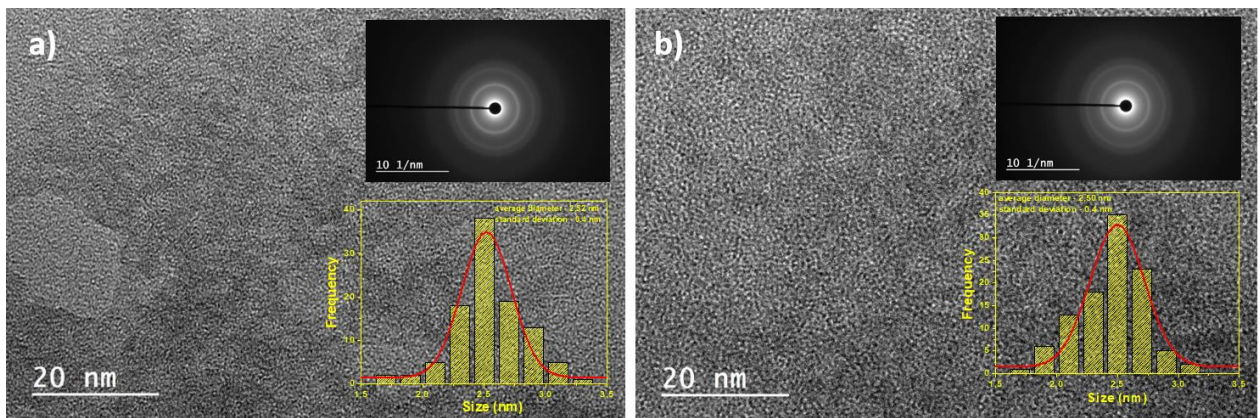 a)
10 1/nm
average diameter - 2.52 nm
standard deviation - 0.4 nm
40
30
20
10
0
Frequency
1.5 2.0 2.5 3.0 3.5
Size (nm)
20 nm
b)
10 1/nm
average diameter - 2.50 nm
standard deviation - 0.4 nm
40
35
30
25
20
15
10
5
0
Frequency
1.5 2.0 2.5 3.0 3.5
Size (nm)
20 nm